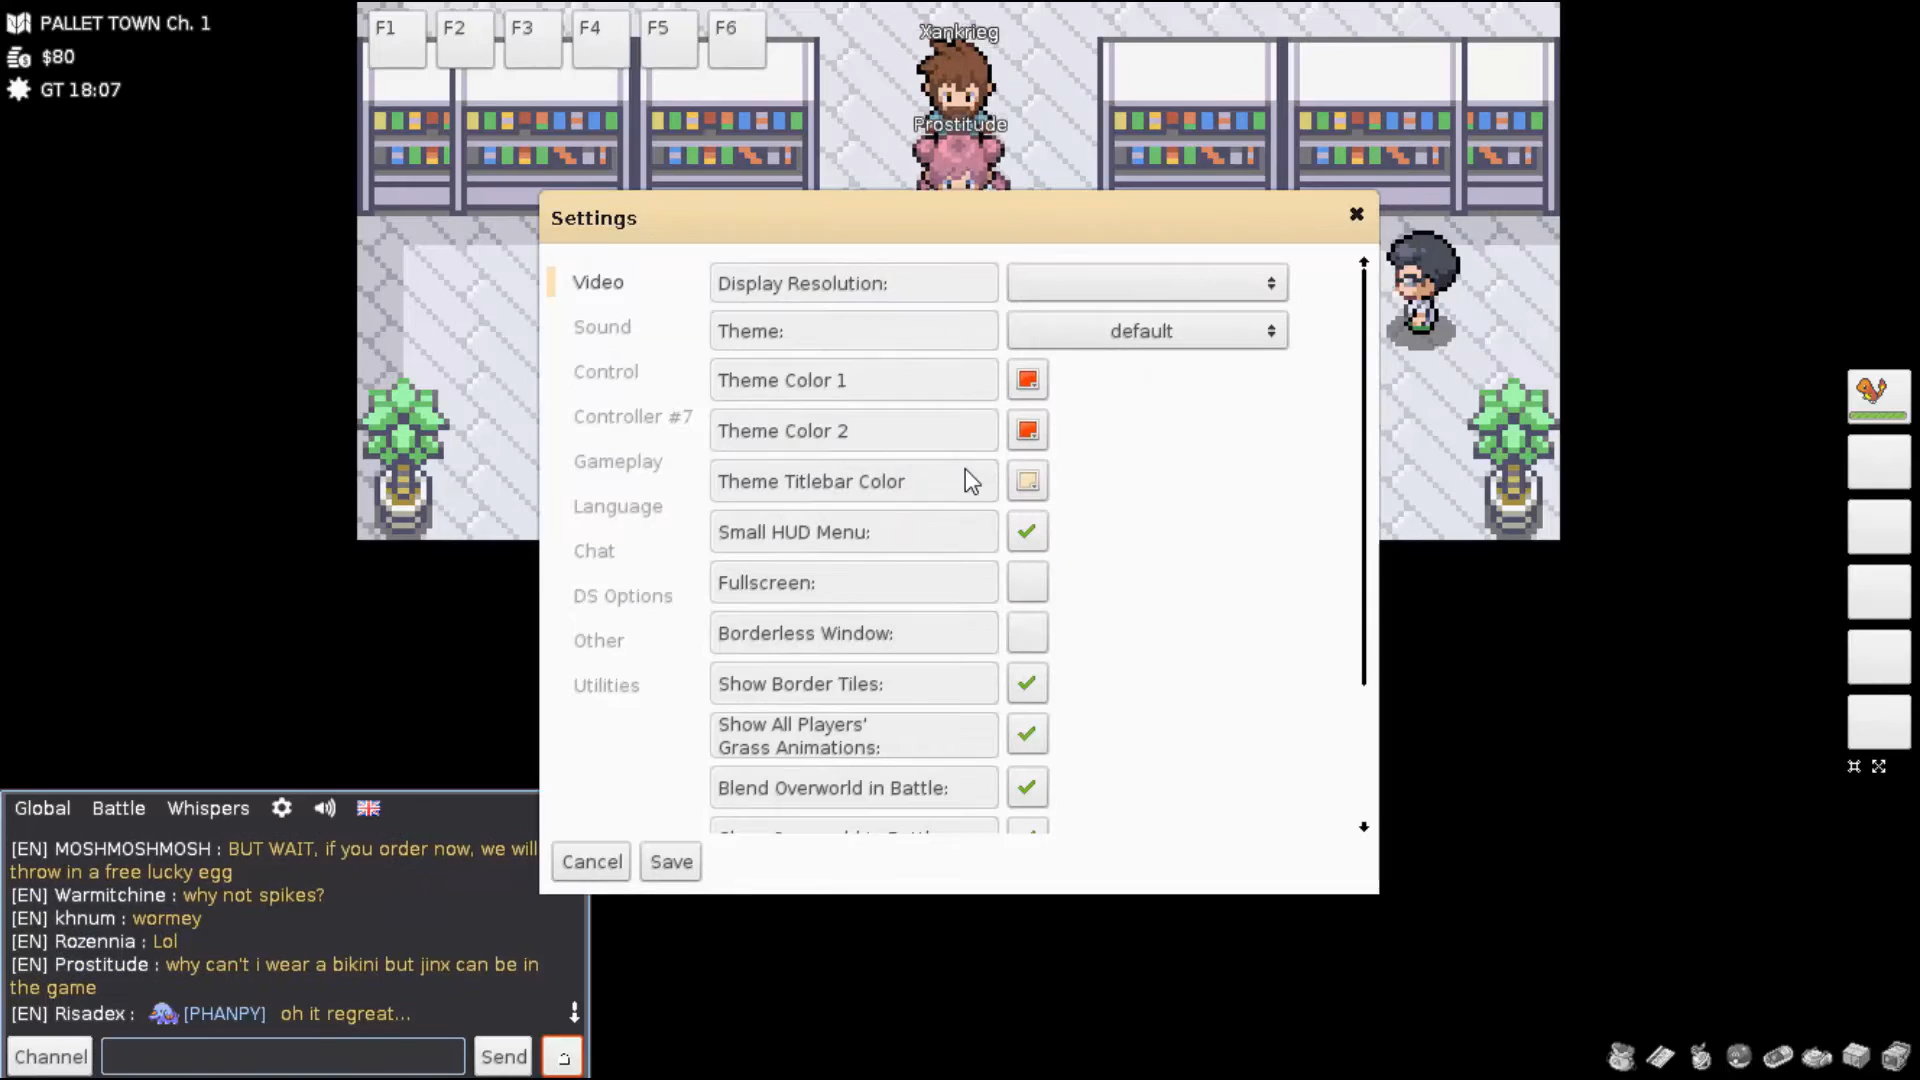 PALLET TOWN Ch. 1
$80
GT 18:07
F1 F2 F3 F4 F5 F6
Xankrieg
Prostitude
Settings
Video
Sound
Control
Controller #7
Gameplay
Language
Chat
DS Options
Other
Utilities
Display Resolution:
Theme: default
Theme Color 1
Theme Color 2
Theme Titlebar Color
Small HUD Menu:
Fullscreen:
Borderless Window:
Show Border Tiles:
Show All Players'
Grass Animations:
Blend Overworld in Battle:
Cancel Save
Global Battle Whispers
[EN] MOSHMOSHMOSH : BUT WAIT, if you order now, we will
throw in a free lucky egg
[EN] Warmitchine : why not spikes?
[EN] khnum : wormey
[EN] Rozennia : Lol
[EN] Prostitude : why can't i wear a bikini but jinx can be in
the game
[EN] Risadex : [PHANPY] oh it regreat...
Channel Send